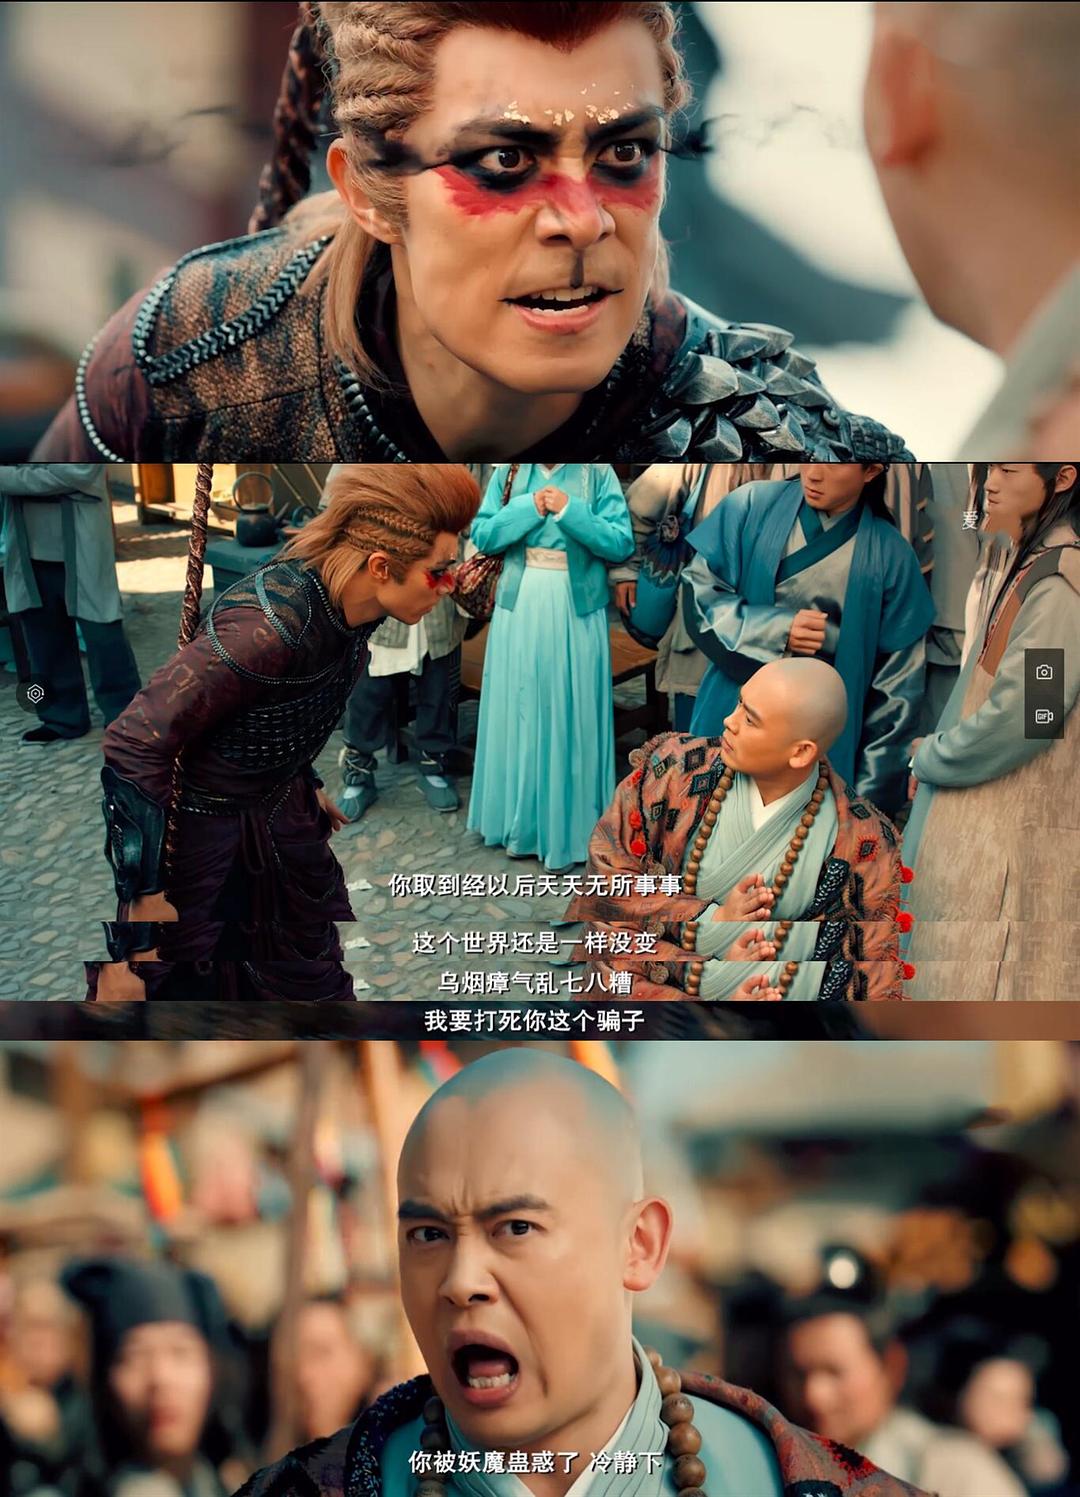 爱
GIF
你取到经以后天天无所事事
这个世界还是一样没变
乌烟瘴气乱七八糟
我要打死你这个骗子
你被妖魔蛊惑了 冷静下